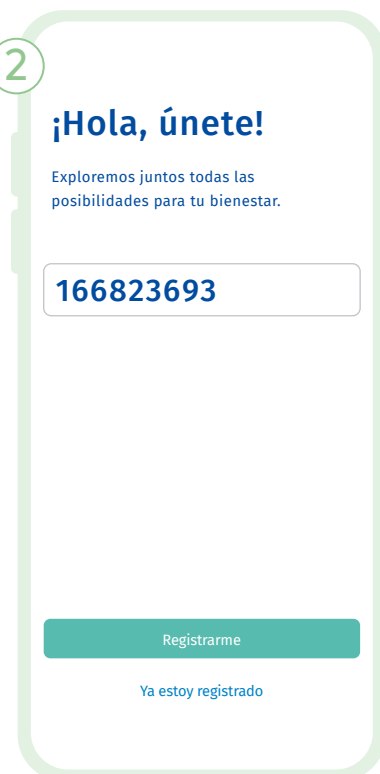 2
¡Hola, únete!
Exploremos juntos todas las
posibilidades para tu bienestar.
166823693
Registrarme
Ya estoy registrado